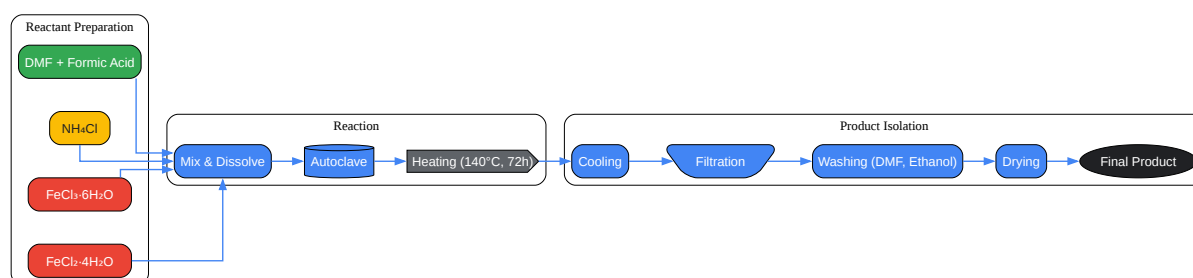 Reactant Preparation
DMF + Formic Acid
NH₄Cl
FeCl₃·6H₂O
FeCl₂·4H₂O
Reaction
Mix & Dissolve
Autoclave
Heating (140°C, 72h)
Product Isolation
Cooling
Filtration
Washing (DMF, Ethanol)
Drying
Final Product